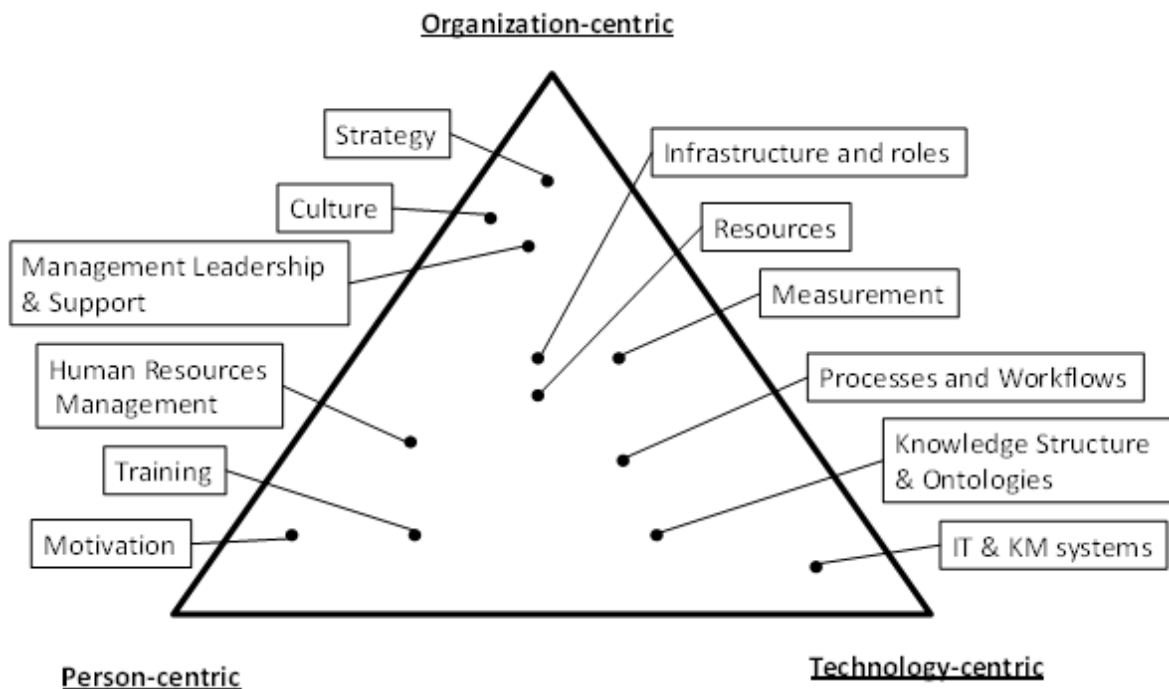 Organization-centric
Strategy
Infrastructure and roles
Culture
Resources
Management Leadership
& Support
Measurement
Human Resources
Management
Processes and Workflows
Training
Knowledge Structure
& Ontologies
Motivation
IT & KM systems
Person-centric
Technology-centric